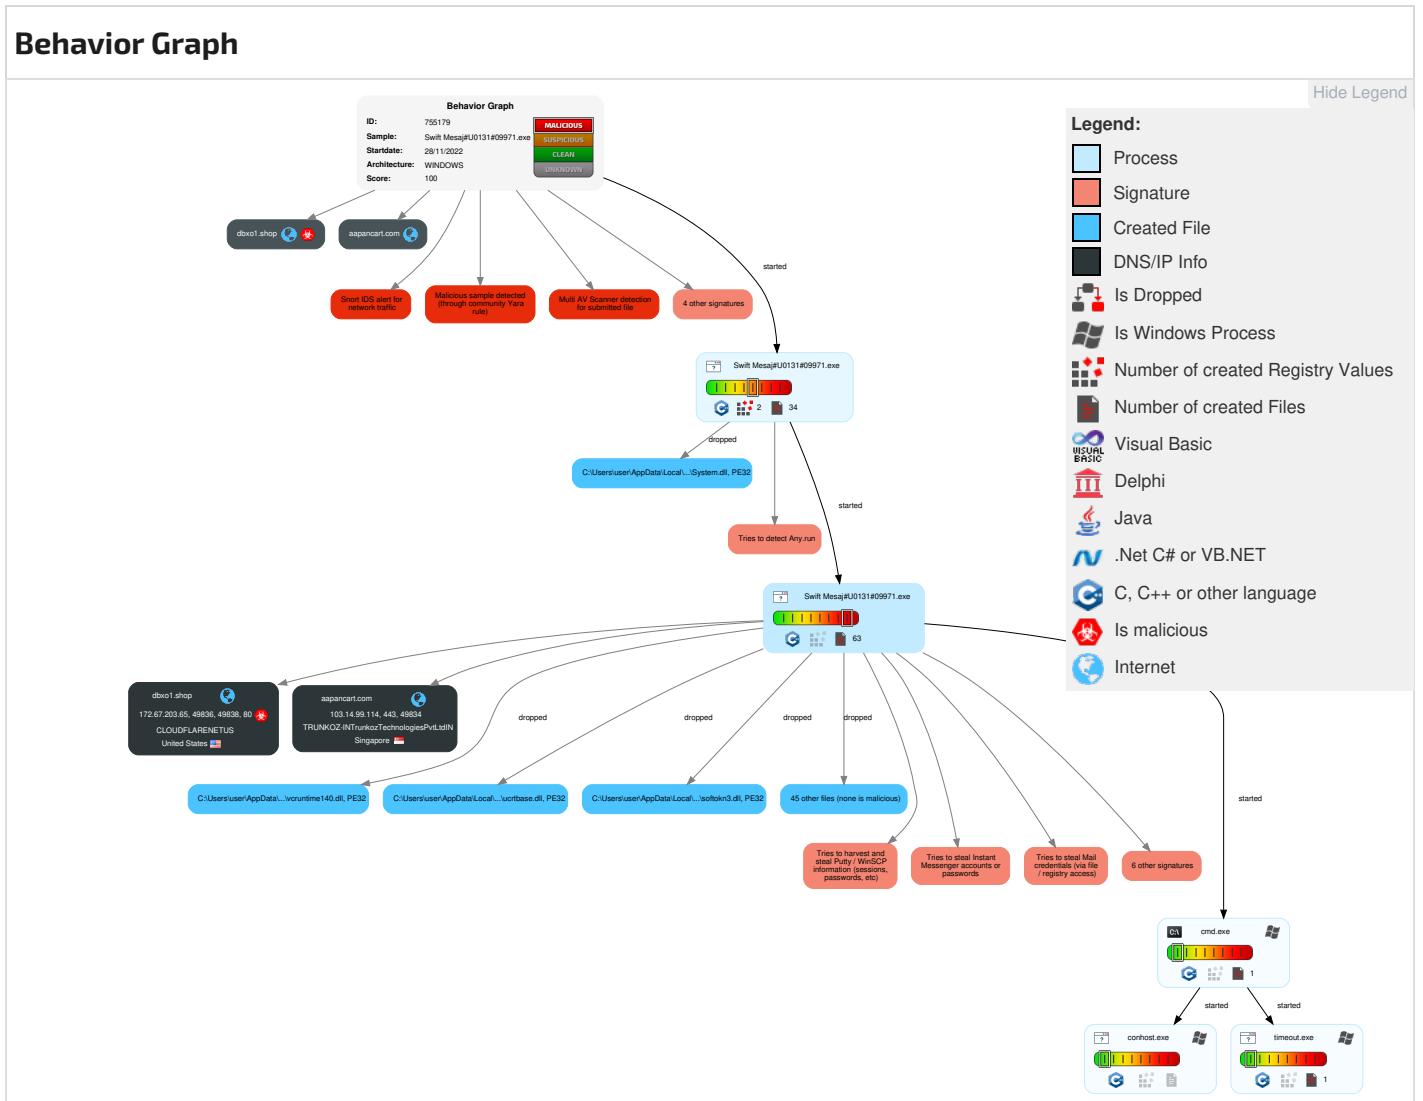 Behavior Graph
Hide Legend
Behavior Graph
ID: 755179
Sample: Swift Mesaj#U0131#09971.exe
Startdate: 28/11/2022
Architecture: WINDOWS
Score: 100
MALICIOUS
SUSPICIOUS
CLEAN
UNKNOWN
Legend:
Process
Signature
Created File
DNS/IP Info
Is Dropped
Is Windows Process
Number of created Registry Values
Number of created Files
VISUAL
BASIC
Visual Basic
Delphi
Java
.Net C# or VB.NET
C, C++ or other language
Is malicious
Internet
dbxo1.shop
aapancart.com
started
Snort IDS alert for
network traffic
Malicious sample detected
(through community Yara
rule)
Multi AV Scanner detection
for submitted file
4 other signatures
Swift Mesaj#U0131#09971.exe
2
34
dropped
C:\Users\user\AppData\Local\...\System.dll, PE32
started
Tries to detect Any.run
Swift Mesaj#U0131#09971.exe
63
dbxo1.shop
172.67.203.65, 49836, 49838, 80
CLOUDFLARENETUS
United States
aapancart.com
103.14.99.114, 443, 49834
TRUNKOZ-INTrunkozTechnologiesPvtLtdIN
Singapore
dropped
dropped
dropped
dropped
C:\Users\user\AppData\...\vcruntime140.dll, PE32
C:\Users\user\AppData\Local\...\ucrtbase.dll, PE32
C:\Users\user\AppData\Local\...\softokn3.dll, PE32
45 other files (none is malicious)
started
Tries to harvest and
steal Putty / WinSCP
information (sessions,
passwords, etc)
Tries to steal Instant
Messenger accounts or
passwords
Tries to steal Mail
credentials (via file
/ registry access)
6 other signatures
C:\
cmd.exe
1
started
started
conhost.exe
timeout.exe
1